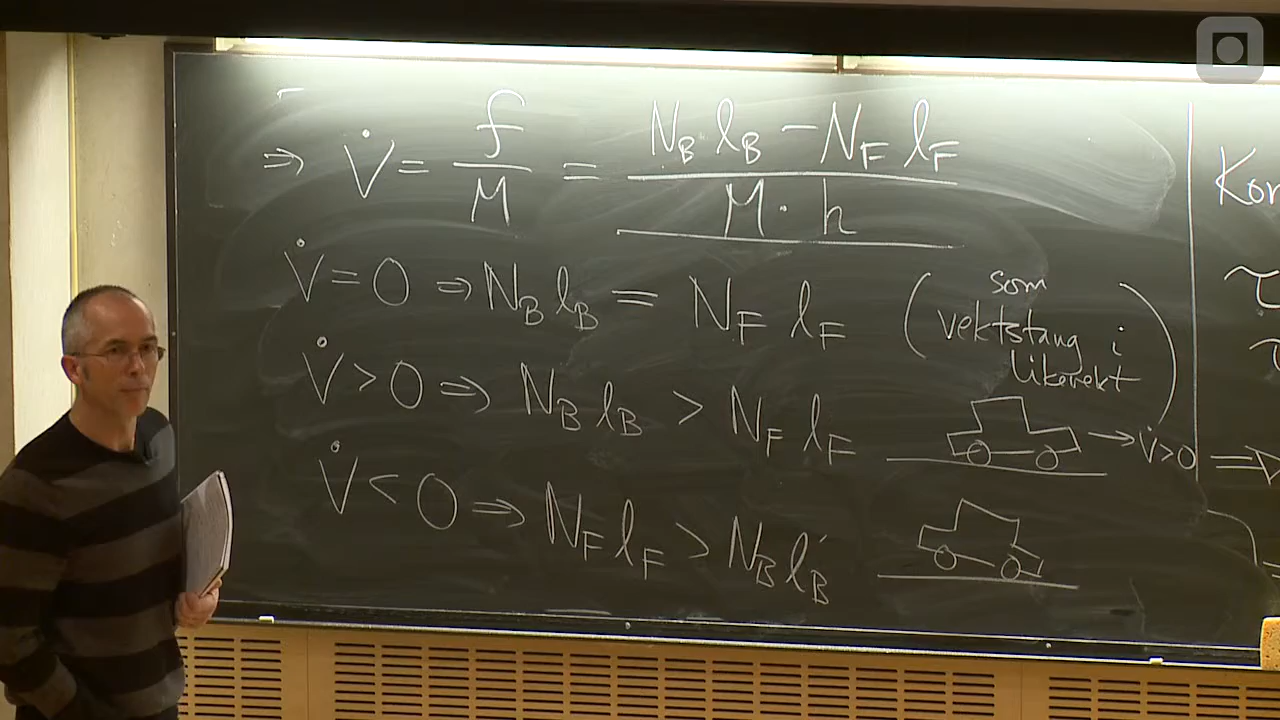 ⇒ V̇ = f/M = (N_B l_B − N_F l_F)/(M · h)
V̇ = 0 ⇒ N_B l_B = N_F l_F (som
vektstang i
likevekt)
V̇ > 0 ⇒ N_B l_B > N_F l_F → V̇>0
V̇ < 0 ⇒ N_F l_F > N_B l_B
Kor
τ
τ
⇒